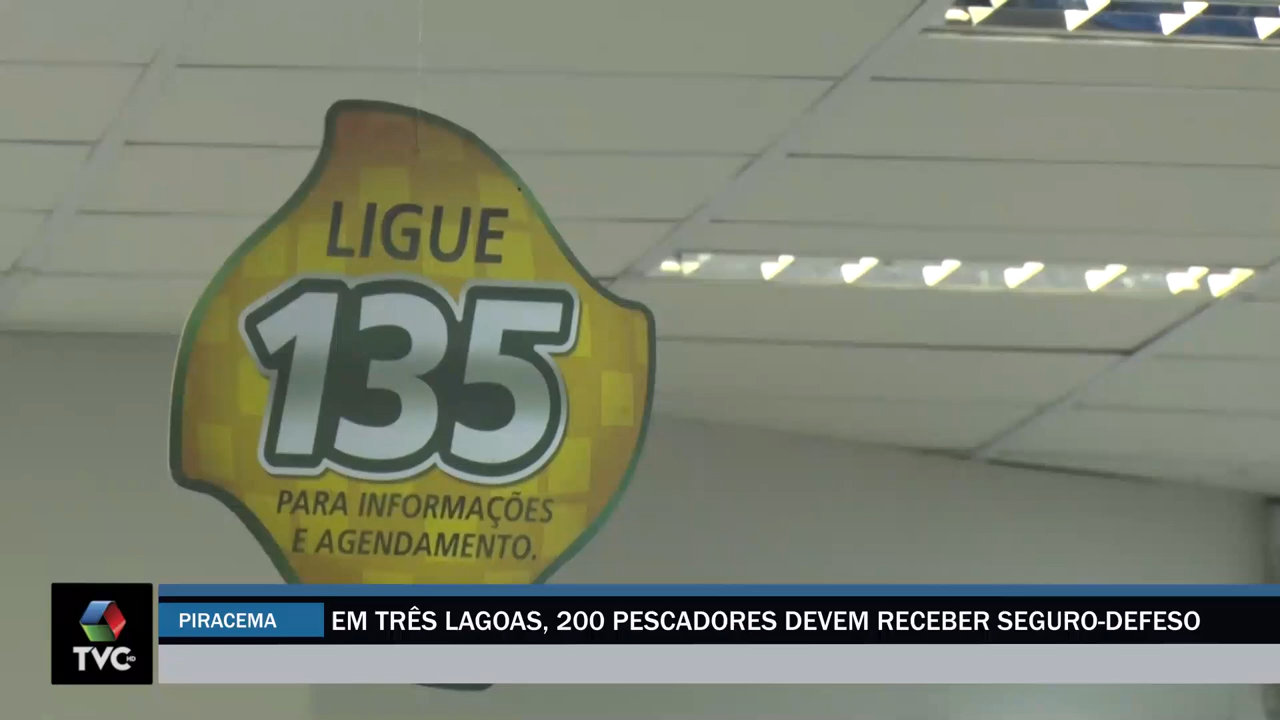 LIGUE
135
PARA INFORMAÇÕES
E AGENDAMENTO.
PIRACEMA
EM TRÊS LAGOAS, 200 PESCADORES DEVEM RECEBER SEGURO-DEFESO
TVC HD